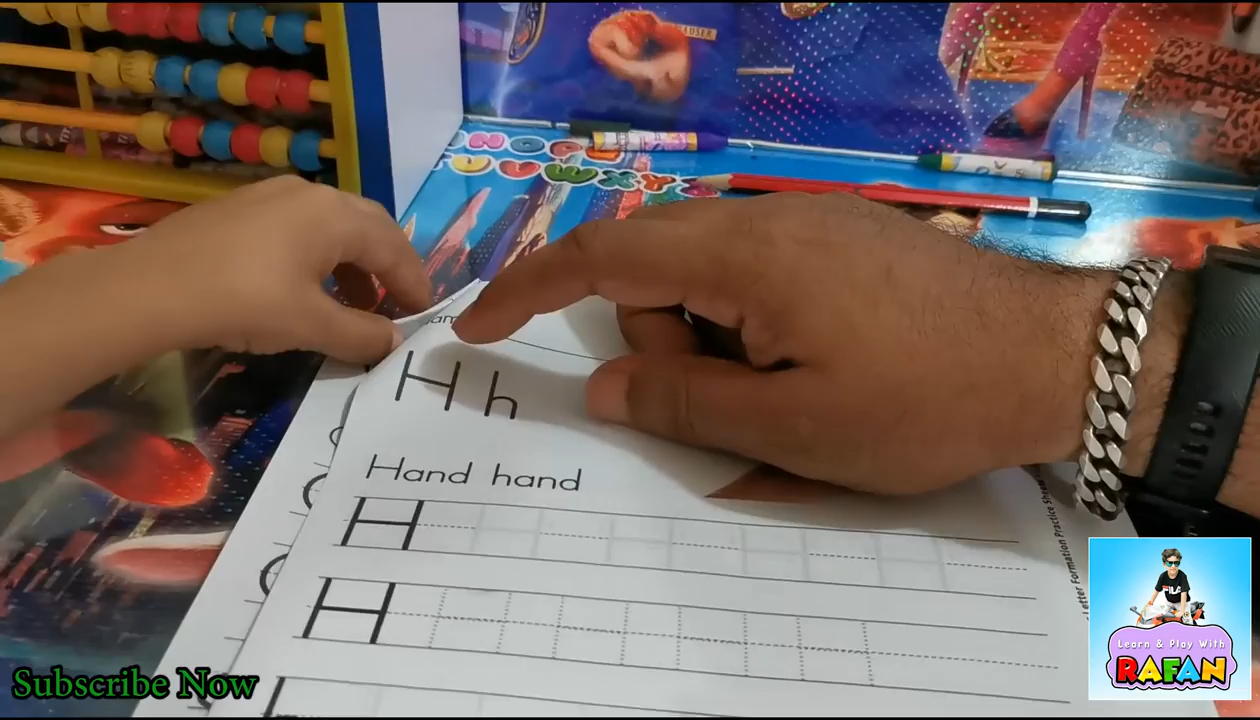 N O P
U V W X Y Z
H h
Hand hand
H
H
Letter Formation Practice Sheet
Subscribe Now
Learn & Play With
RAFAN